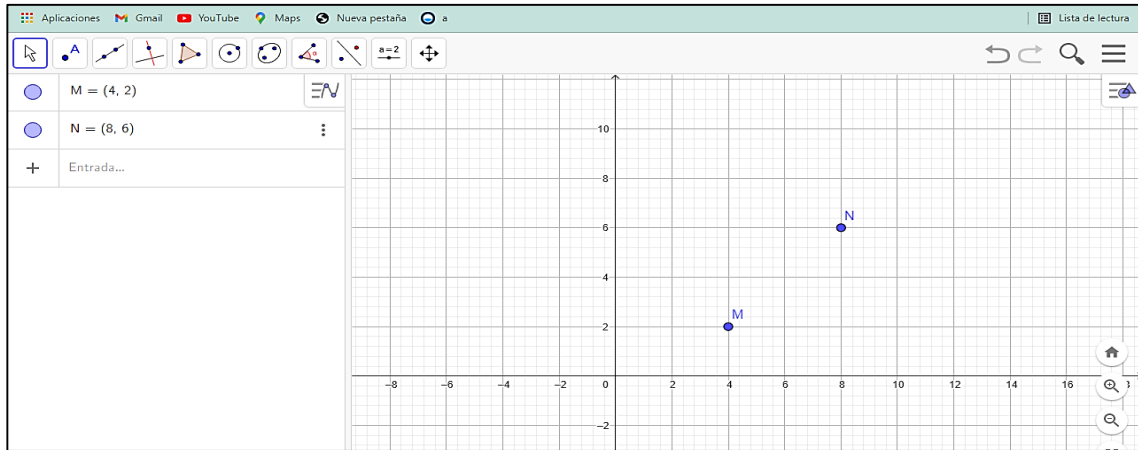 Aplicaciones Gmail YouTube Maps Nueva pestaña a Lista de lectura
A a=2
M = (4, 2)
N = (8, 6)
Entrada...
10
8
6
4
2
0
−2
−8 −6 −4 −2 2 4 6 8 10 12 14 16
N
M